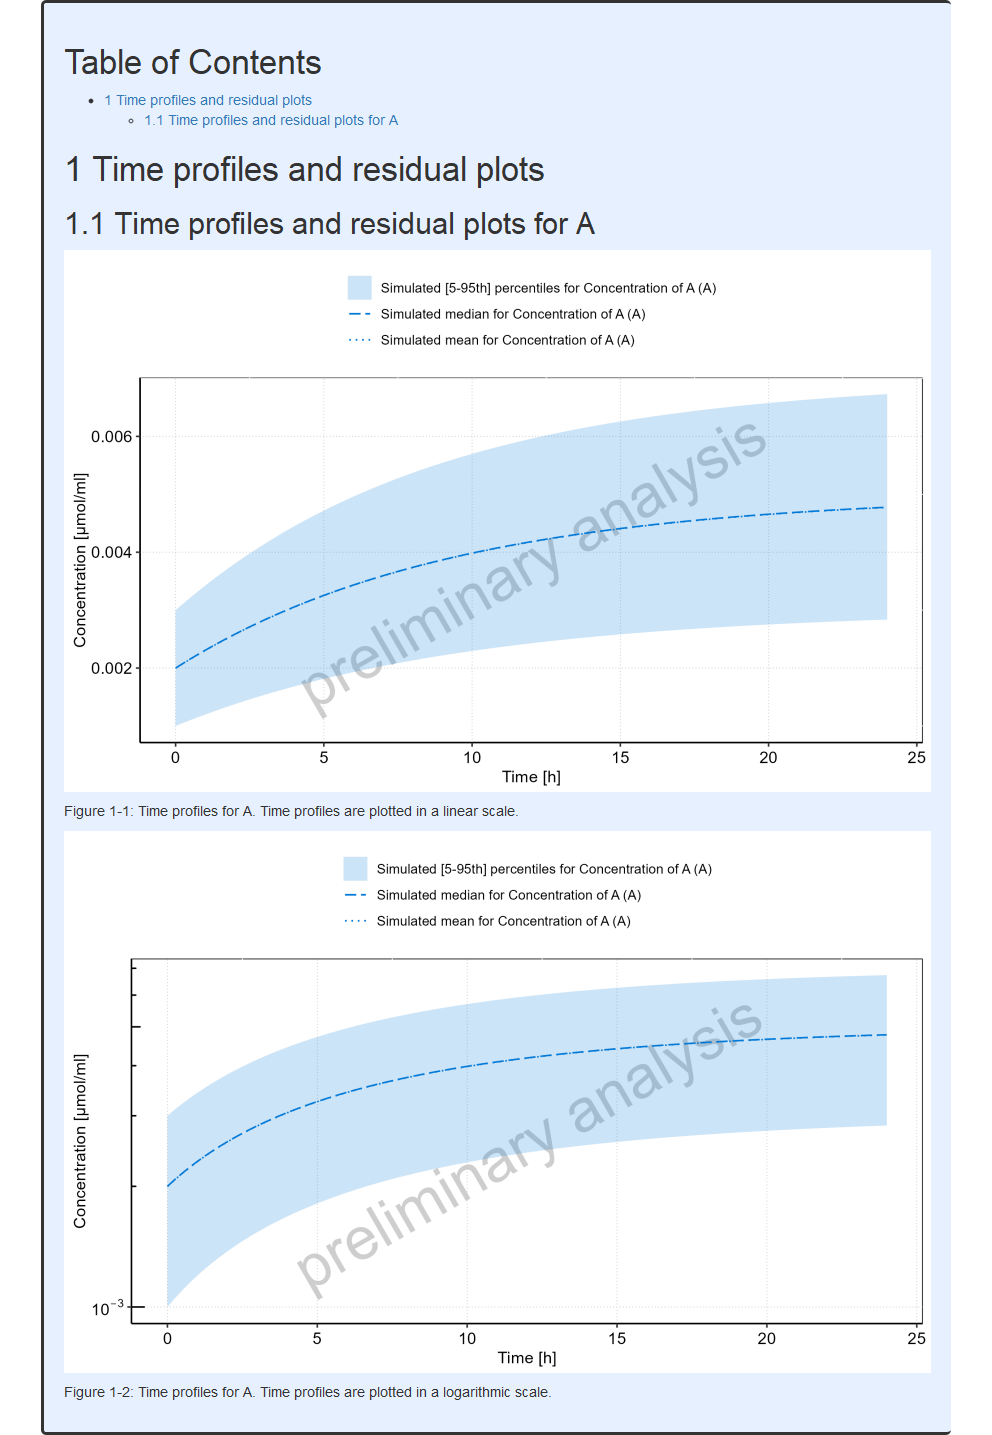 Table of Contents
1 Time profiles and residual plots
1.1 Time profiles and residual plots for A
1 Time profiles and residual plots
1.1 Time profiles and residual plots for A
Simulated [5-95th] percentiles for Concentration of A (A)
Simulated median for Concentration of A (A)
Simulated mean for Concentration of A (A)
Concentration [µmol/ml]
0.006
0.004
0.002
preliminary analysis
0 5 10 15 20 25
Time [h]
Figure 1-1: Time profiles for A. Time profiles are plotted in a linear scale.
Simulated [5-95th] percentiles for Concentration of A (A)
Simulated median for Concentration of A (A)
Simulated mean for Concentration of A (A)
Concentration [µmol/ml]
preliminary analysis
10⁻³
0 5 10 15 20 25
Time [h]
Figure 1-2: Time profiles for A. Time profiles are plotted in a logarithmic scale.